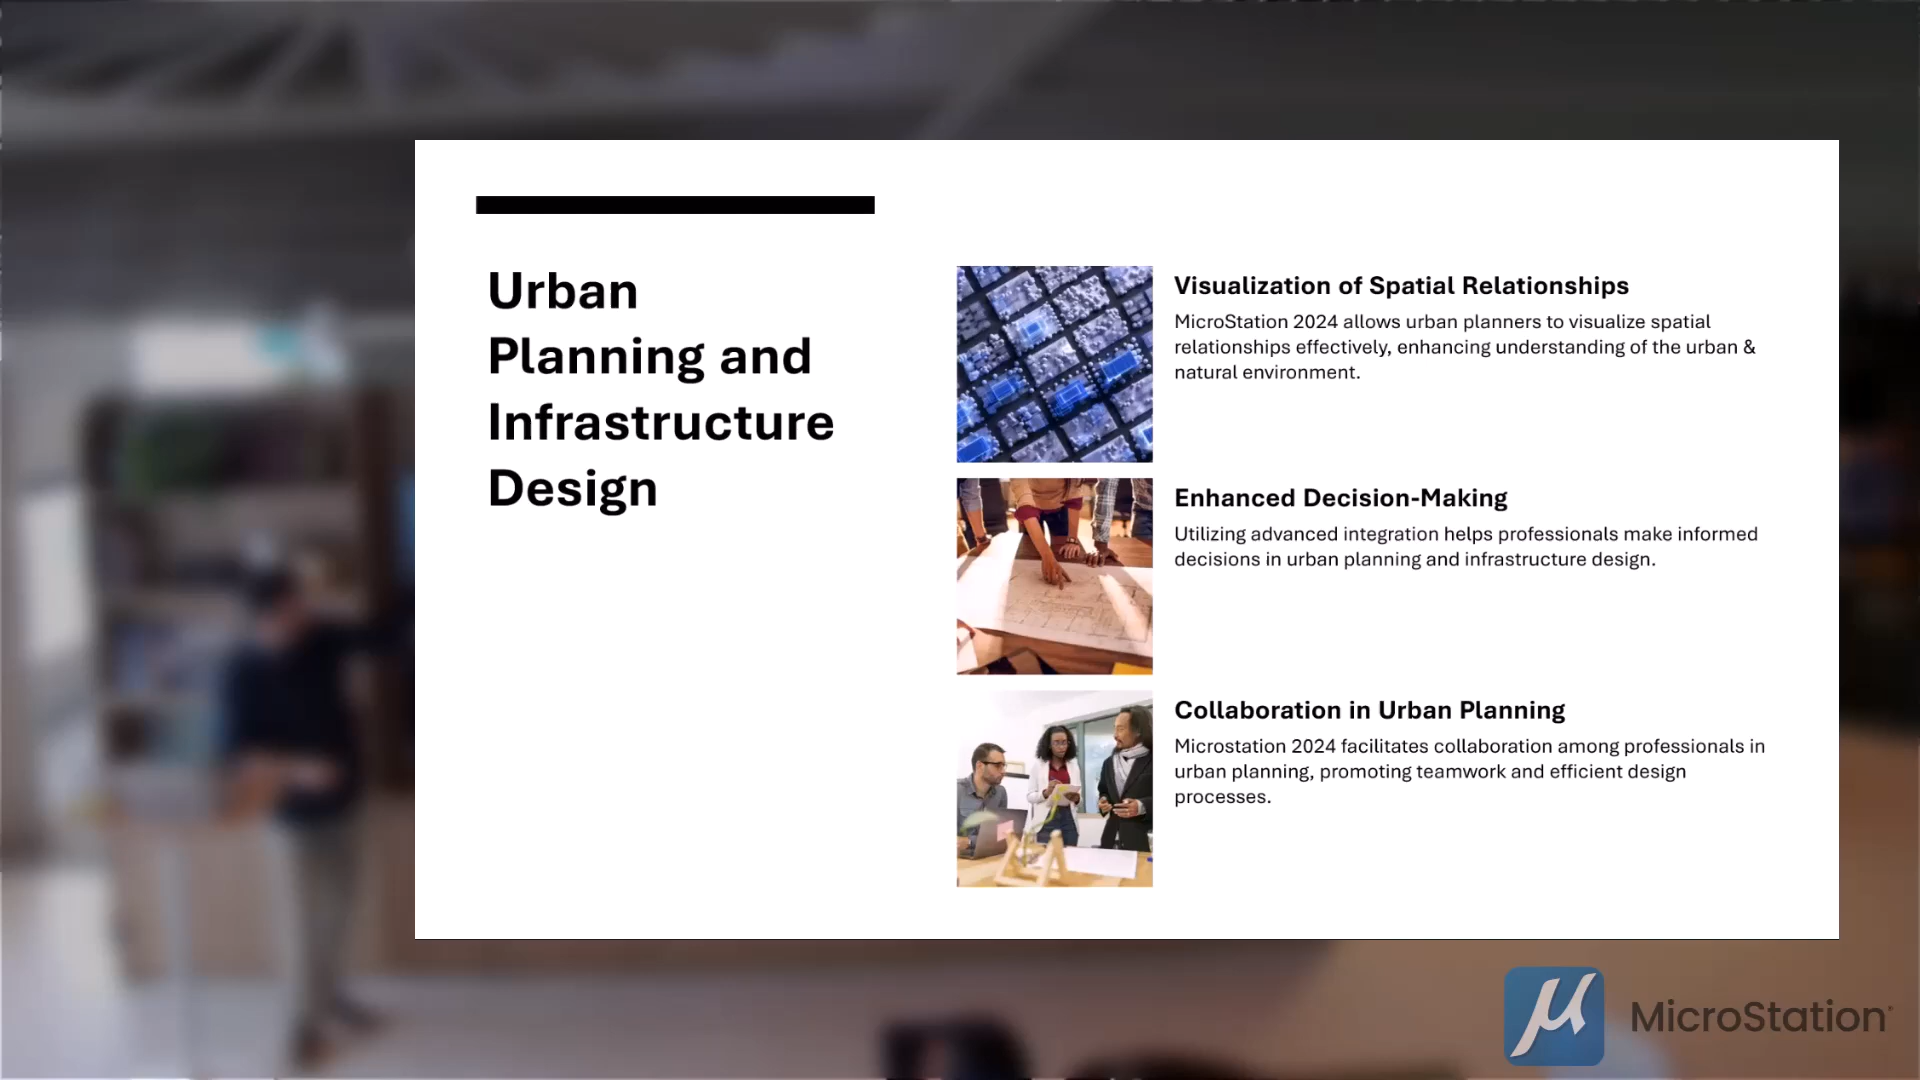 Urban
Planning and
Infrastructure
Design
Visualization of Spatial Relationships
MicroStation 2024 allows urban planners to visualize spatial
relationships effectively, enhancing understanding of the urban &
natural environment.
Enhanced Decision-Making
Utilizing advanced integration helps professionals make informed
decisions in urban planning and infrastructure design.
Collaboration in Urban Planning
Microstation 2024 facilitates collaboration among professionals in
urban planning, promoting teamwork and efficient design
processes.
MicroStation